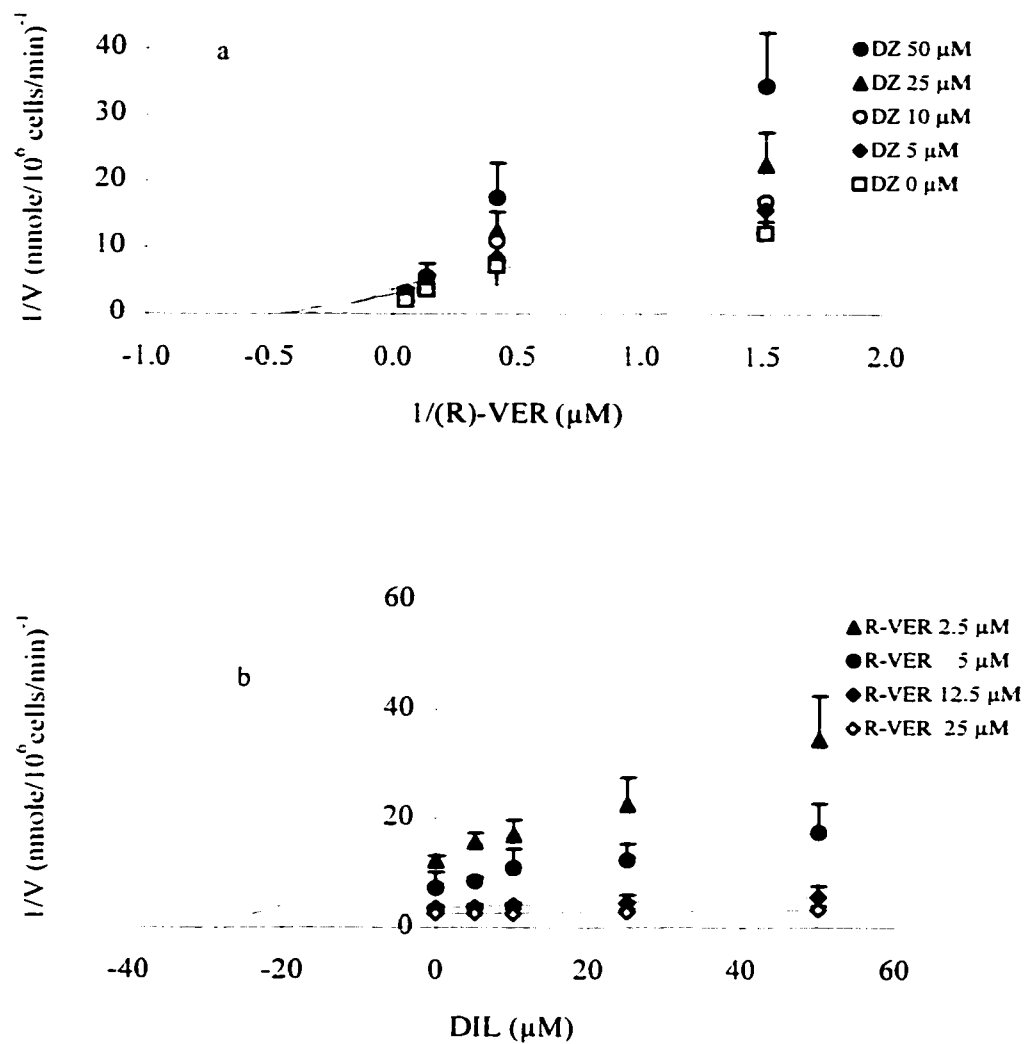 a
1/V (nmole/10⁶ cells/min)⁻¹
40
30
20
10
0
-1.0 -0.5 0.0 0.5 1.0 1.5 2.0
1/(R)-VER (µM)
● DZ 50 µM
▲ DZ 25 µM
○ DZ 10 µM
◆ DZ 5 µM
□ DZ 0 µM
b
1/V (nmole/10⁶ cells/min)⁻¹
60
40
20
0
-40 -20 0 20 40 60
DIL (µM)
▲ R-VER 2.5 µM
● R-VER 5 µM
◆ R-VER 12.5 µM
◇ R-VER 25 µM